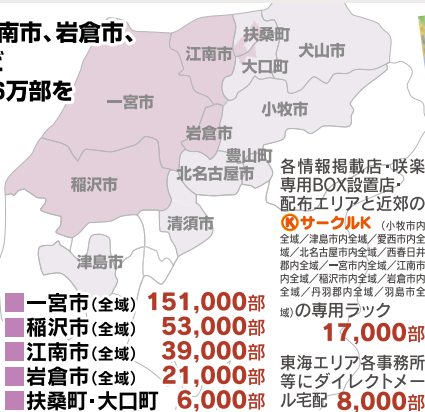 南市、岩倉市、
6万部を
扶桑町
江南市
犬山市
大口町
一宮市
小牧市
岩倉市
豊山町
北名古屋市
稲沢市
清須市
津島市
一宮市(全域) 151,000部
稲沢市(全域) 53,000部
江南市(全域) 39,000部
岩倉市(全域) 21,000部
扶桑町・大口町 6,000部
各情報掲載店・咲楽
専用BOX設置店・
配布エリアと近郊の
ⓀサークルK(小牧市内
全域/津島市内全域/愛西市内全
域/北名古屋市内全域/西春日井
郡内全域/一宮市内全域/江南市
内全域/稲沢市内全域/岩倉市内
全域/丹羽郡内全域/羽島市全
域)の専用ラック
17,000部
東海エリア各事務所
等にダイレクトメー
ル宅配 8,000部